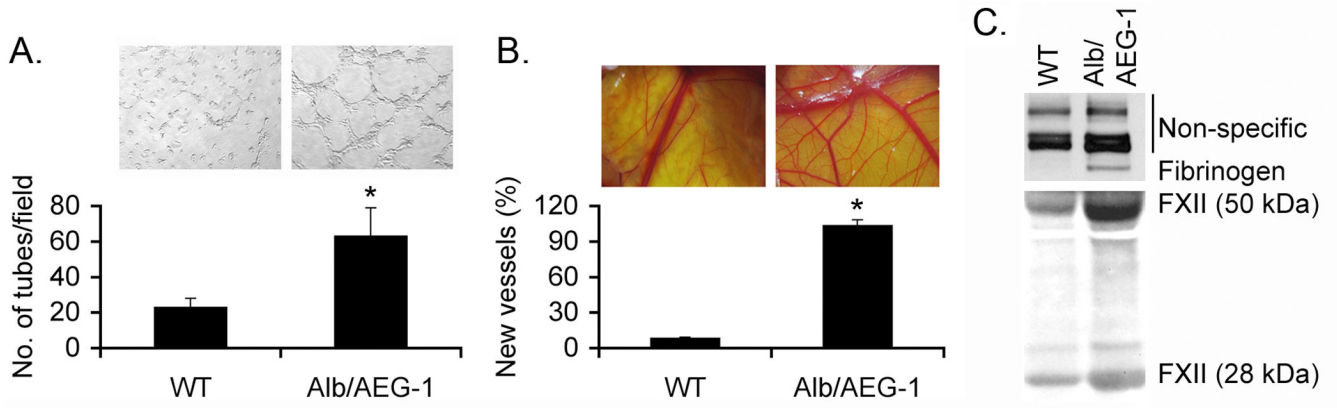 A.
*
80
60
40
20
0
No. of tubes/field
WT
Alb/AEG-1
B.
*
120
90
60
30
0
New vessels (%)
WT
Alb/AEG-1
C.
WT
Alb/
AEG-1
Non-specific
Fibrinogen
FXII (50 kDa)
FXII (28 kDa)